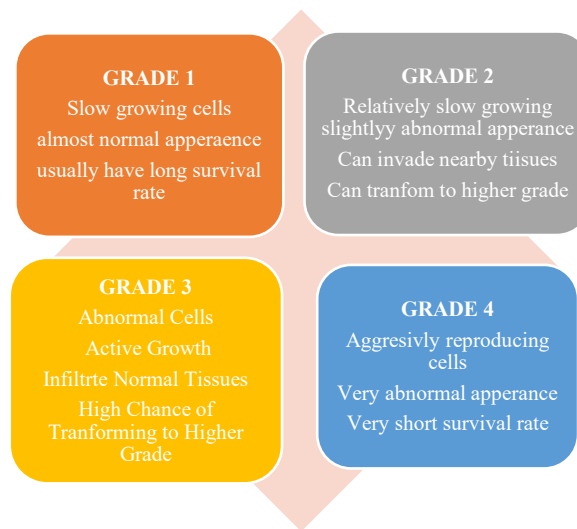 GRADE 1
Slow growing cells
almost normal apperaence
usually have long survival
rate
GRADE 2
Relatively slow growing
slightlyy abnormal apperance
Can invade nearby tiisues
Can tranfom to higher grade
GRADE 3
Abnormal Cells
Active Growth
Infiltrte Normal Tissues
High Chance of
Tranforming to Higher
Grade
GRADE 4
Aggresivly reproducing
cells
Very abnormal apperance
Very short survival rate